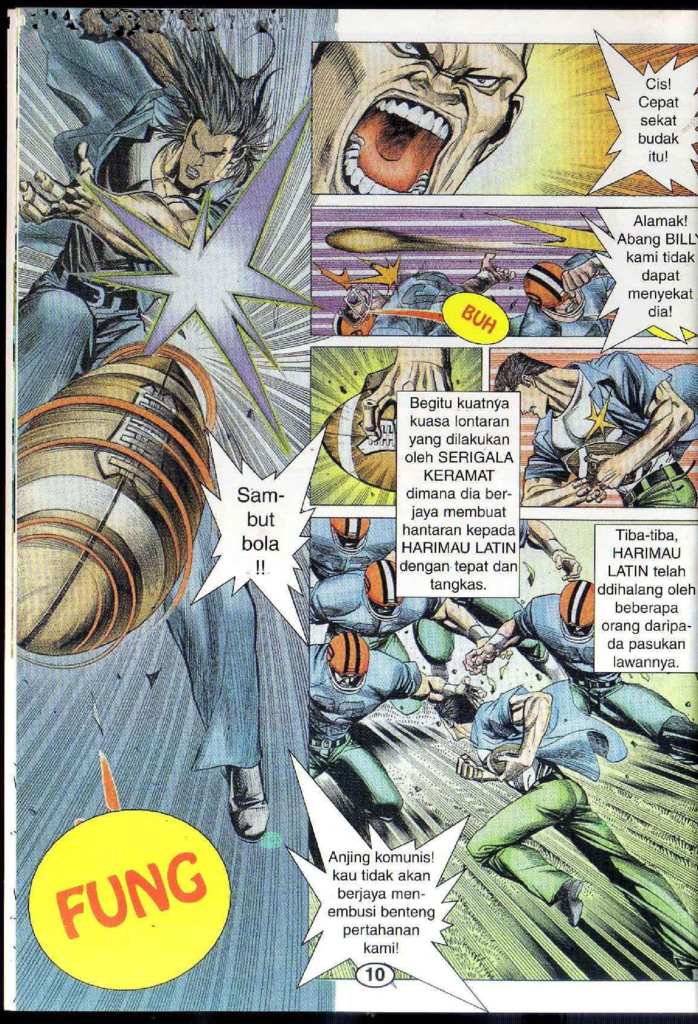 Cis!
Cepat
sekat
budak
itu!
Alamak!
Abang BILLY
kami tidak
dapat
menyekat
dia!
BUH
Sam-
but
bola
!!
Begitu kuatnya
kuasa lontaran
yang dilakukan
oleh SERIGALA
KERAMAT
dimana dia ber-
jaya membuat
hantaran kepada
HARIMAU LATIN
dengan tepat dan
tangkas.
Tiba-tiba,
HARIMAU
LATIN telah
ddihalang oleh
beberapa
orang daripa-
da pasukan
lawannya.
FUNG
Anjing komunis!
kau tidak akan
berjaya men-
embusi benteng
pertahanan
kami!
10